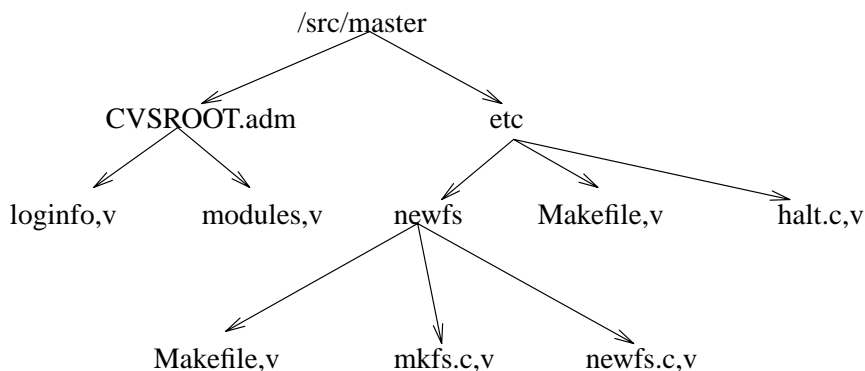 /src/master
CVSROOT.adm etc
loginfo,v modules,v newfs Makefile,v halt.c,v
Makefile,v mkfs.c,v newfs.c,v